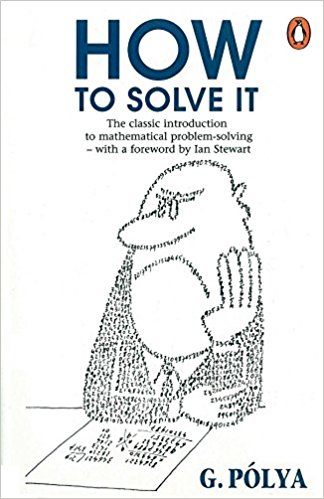 HOW
TO SOLVE IT
The classic introduction
to mathematical problem-solving
– with a foreword by Ian Stewart
G. PÓLYA